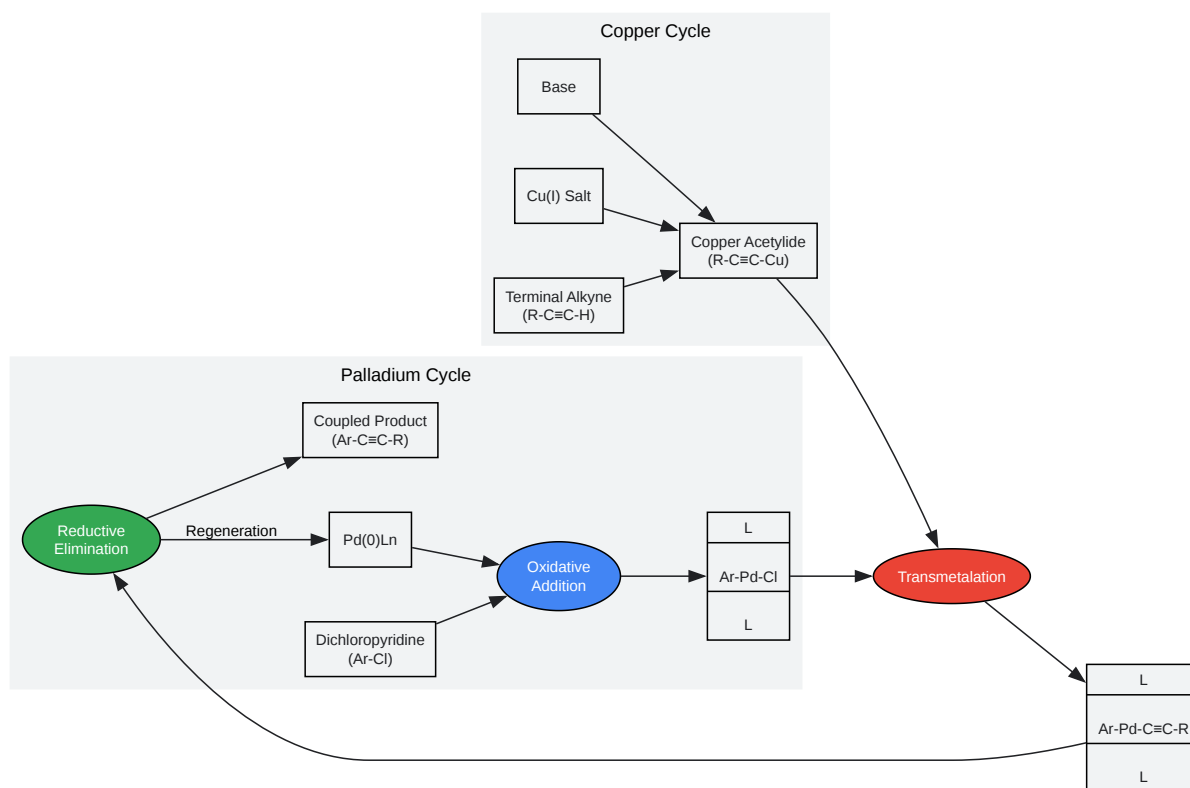 Copper Cycle
Base
Cu(I) Salt
Copper Acetylide
(R-C≡C-Cu)
Terminal Alkyne
(R-C≡C-H)
Palladium Cycle
Coupled Product
(Ar-C≡C-R)
Reductive
Elimination
Regeneration
Pd(0)Ln
Oxidative
Addition
Dichloropyridine
(Ar-Cl)
L
Ar-Pd-Cl
L
Transmetalation
L
Ar-Pd-C≡C-R
L